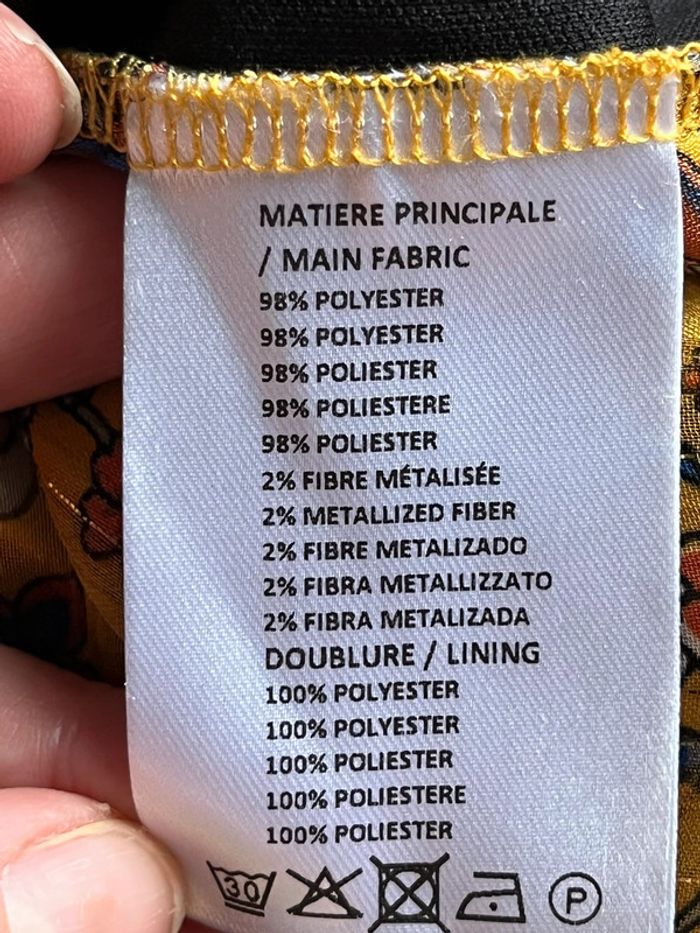 MATIERE PRINCIPALE
/ MAIN FABRIC
98% POLYESTER
98% POLYESTER
98% POLIESTER
98% POLIESTERE
98% POLIESTER
2% FIBRE MÉTALISÉE
2% METALLIZED FIBER
2% FIBRE METALIZADO
2% FIBRA METALLIZZATO
2% FIBRA METALIZADA
DOUBLURE / LINING
100% POLYESTER
100% POLYESTER
100% POLIESTER
100% POLIESTERE
100% POLIESTER
30 P